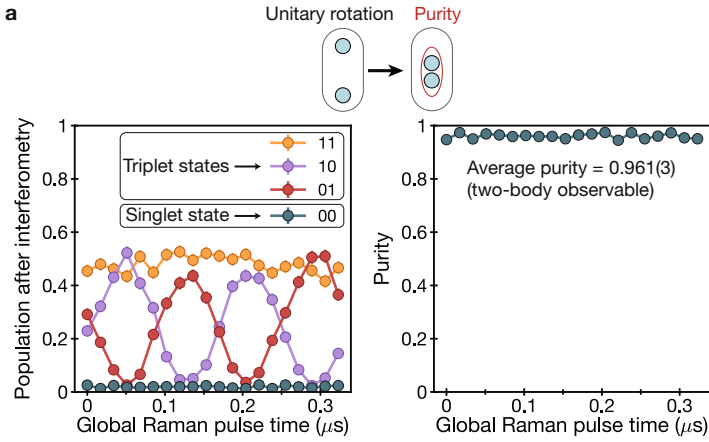 a
Unitary rotation
Purity
Population after interferometry
1
0.8
0.6
0.4
0.2
0
Triplet states
11
10
01
Singlet state
00
0
0.1
0.2
0.3
Global Raman pulse time (μs)
Purity
1
0.8
0.6
0.4
0.2
0
Average purity = 0.961(3)
(two-body observable)
0
0.1
0.2
0.3
Global Raman pulse time (μs)